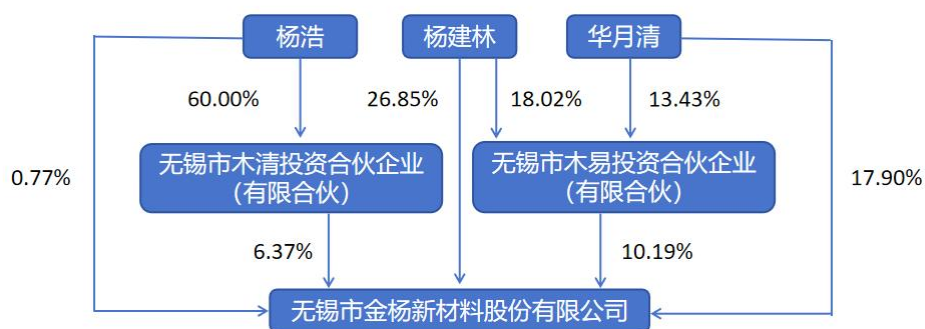 杨浩
杨建林
华月清
60.00%
26.85%
18.02%
13.43%
无锡市木清投资合伙企业
（有限合伙）
无锡市木易投资合伙企业
（有限合伙）
0.77%
17.90%
6.37%
10.19%
无锡市金杨新材料股份有限公司